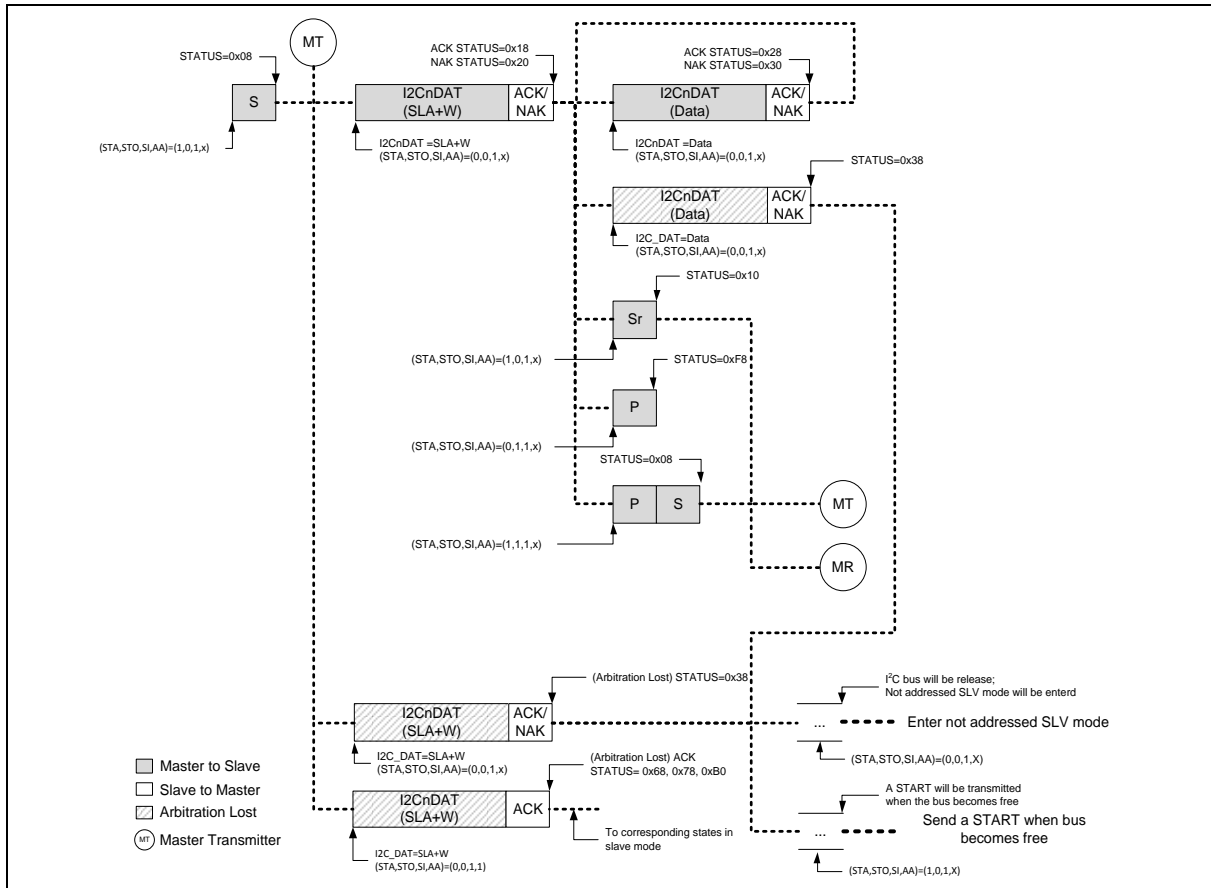 MT
STATUS=0x08
ACK STATUS=0x18
NAK STATUS=0x20
ACK STATUS=0x28
NAK STATUS=0x30
S
I2CnDAT
(SLA+W)
ACK/
NAK
I2CnDAT
(Data)
ACK/
NAK
(STA,STO,SI,AA)=(1,0,1,x)
I2CnDAT =SLA+W
(STA,STO,SI,AA)=(0,0,1,x)
I2CnDAT=Data
(STA,STO,SI,AA)=(0,0,1,x)
STATUS=0x38
I2CnDAT
(Data)
ACK/
NAK
I2C_DAT=Data
(STA,STO,SI,AA)=(0,0,1,x)
STATUS=0x10
Sr
(STA,STO,SI,AA)=(1,0,1,x)
STATUS=0xF8
P
(STA,STO,SI,AA)=(0,1,1,x)
STATUS=0x08
P
S
MT
(STA,STO,SI,AA)=(1,1,1,x)
MR
(Arbitration Lost) STATUS=0x38
I2C bus will be release;
Not addressed SLV mode will be enterd
I2CnDAT
(SLA+W)
ACK/
NAK
...
Enter not addressed SLV mode
I2C_DAT=SLA+W
(STA,STO,SI,AA)=(0,0,1,x)
(STA,STO,SI,AA)=(0,0,1,X)
(Arbitration Lost) ACK
STATUS= 0x68, 0x78, 0xB0
I2CnDAT
(SLA+W)
ACK
To corresponding states in
slave mode
I2C_DAT=SLA+W
(STA,STO,SI,AA)=(0,0,1,1)
A START will be transmitted
when the bus becomes free
...
Send a START when bus
becomes free
(STA,STO,SI,AA)=(1,0,1,X)
Master to Slave
Slave to Master
Arbitration Lost
MT
Master Transmitter